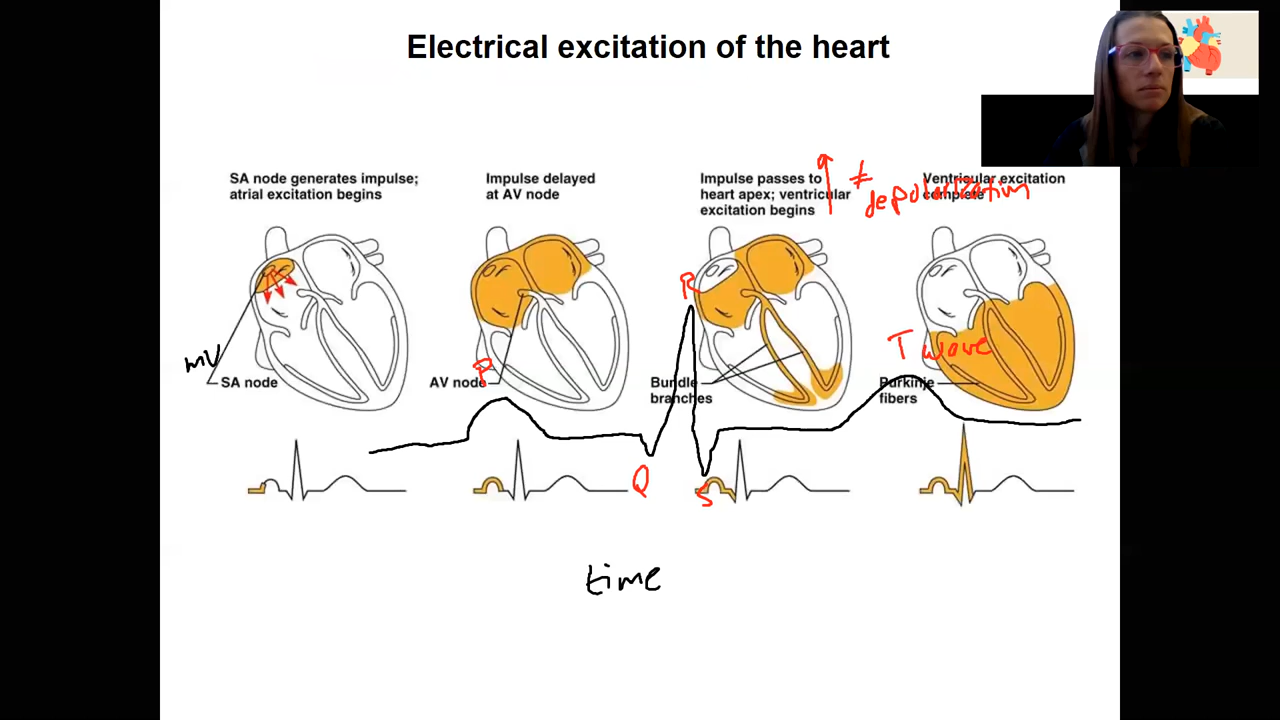 Electrical excitation of the heart
SA node generates impulse;
atrial excitation begins
Impulse delayed
at AV node
Impulse passes to
heart apex; ventricular
excitation begins
↑ ≠
depolarization
Ventricular excitation
complete
mV
SA node
AV node
P
R
Bundle
branches
T wave
Purkinje
fibers
Q
S
time